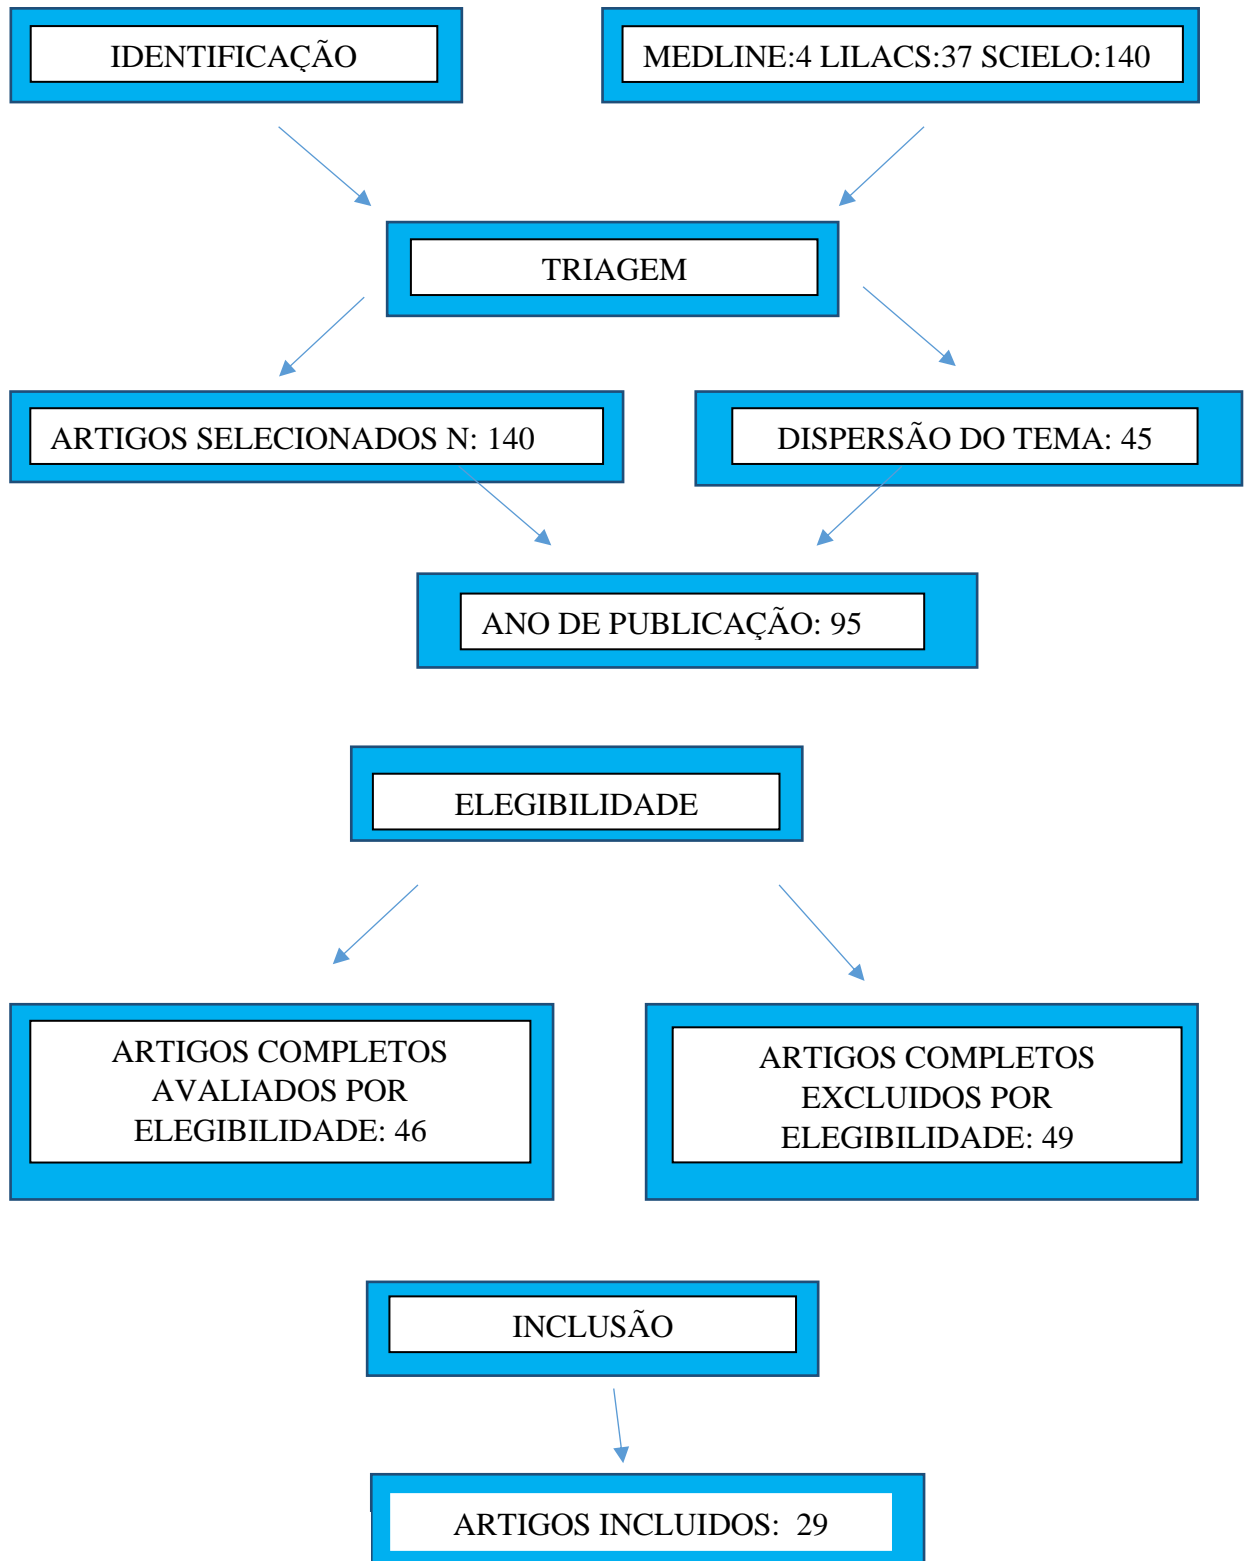 IDENTIFICAÇÃO
MEDLINE:4 LILACS:37 SCIELO:140
TRIAGEM
ARTIGOS SELECIONADOS N: 140
DISPERSÃO DO TEMA: 45
ANO DE PUBLICAÇÃO: 95
ELEGIBILIDADE
ARTIGOS COMPLETOS
AVALIADOS POR
ELEGIBILIDADE: 46
ARTIGOS COMPLETOS
EXCLUIDOS POR
ELEGIBILIDADE: 49
INCLUSÃO
ARTIGOS INCLUIDOS: 29